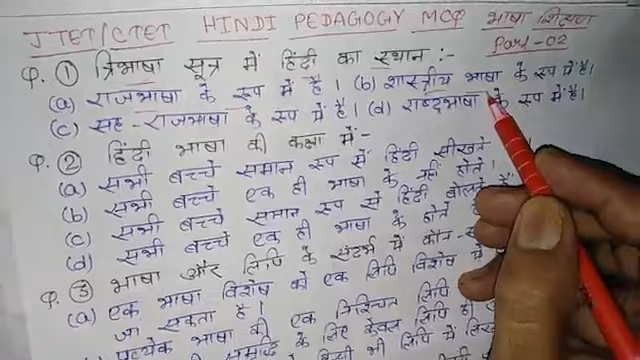 JTET/CTET HINDI PEDAGOGY MCQ भाषा शिक्षण
Part-02
Q. ① त्रिभाषा सूत्र में हिंदी का स्थान :-
(a) राजभाषा के रूप में है। (b) शास्त्रीय भाषा के रूप में है।
(c) सह-राजभाषा के रूप में है। (d) राष्ट्रभाषा के रूप में है।
Q. ② हिंदी भाषा की कक्षा में-
(a) सभी बच्चे समान रूप से हिंदी सीखते
(b) सभी बच्चे एक ही भाषा के नहीं होते।
(c) सभी बच्चे समान रूप से हिंदी बोलते हैं
(d) सभी बच्चे एक ही भाषा के होते
Q. ③ भाषा और लिपि के संदर्भ में कौन-
(a) एक भाषा विशेष को एक लिपि विशेष में
जा सकता है।
प्रत्येक भाषा की एक निश्चित लिपि
समृद्धि के लिए केवल लिपि ही
किसी भी लिपि में